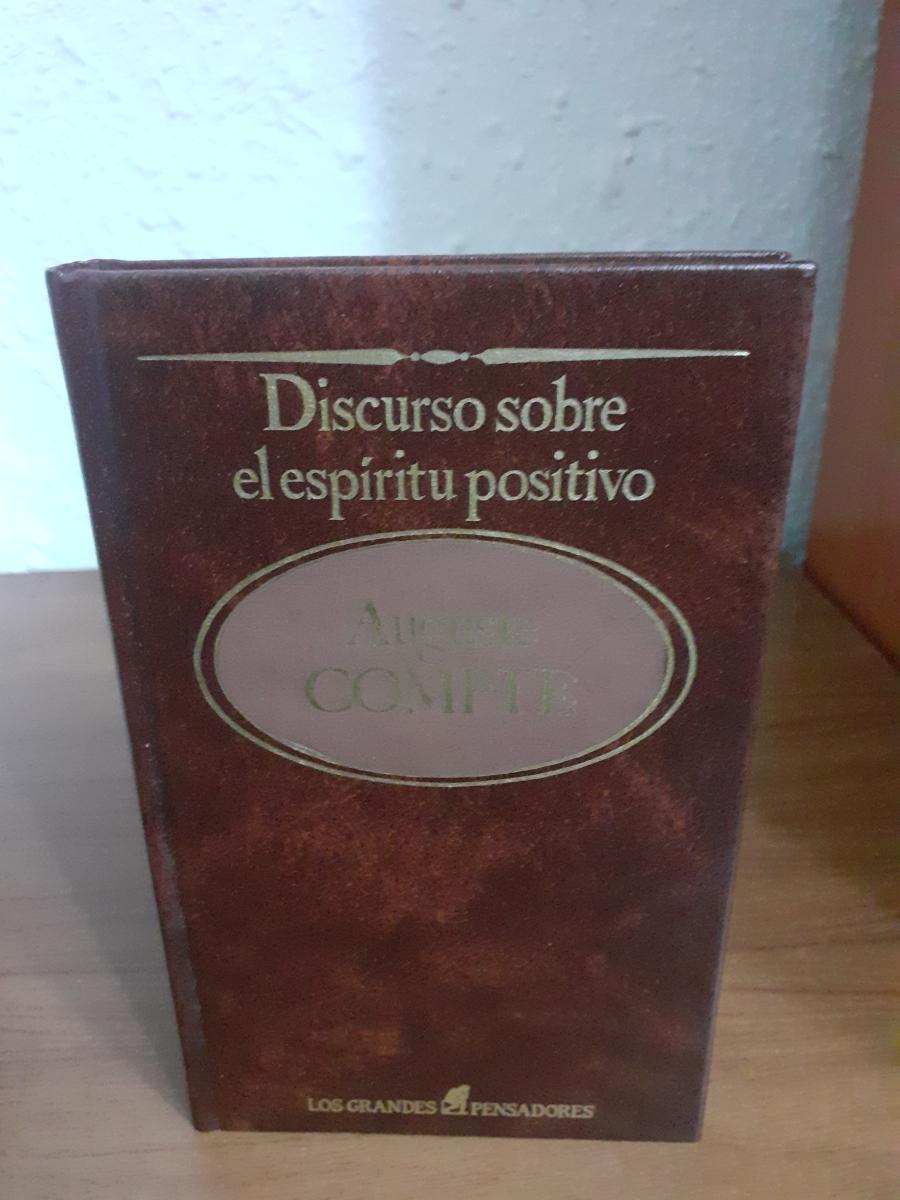 Discurso sobre
el espíritu positivo
Auguste
COMPTE
LOS GRANDES PENSADORES